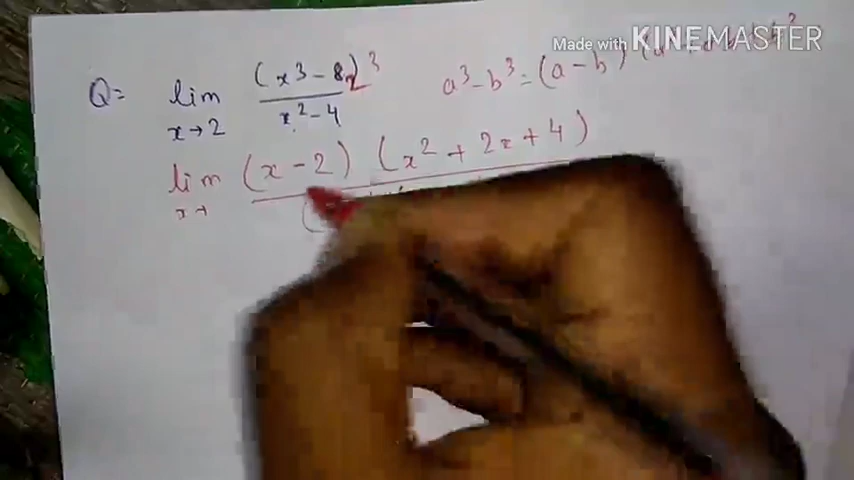 Made with KINEMASTER
Q= lim x→2 (x³-8)³ / x²-4
a³-b³=(a-b)
lim x→ (x-2) (x²+2x+4)